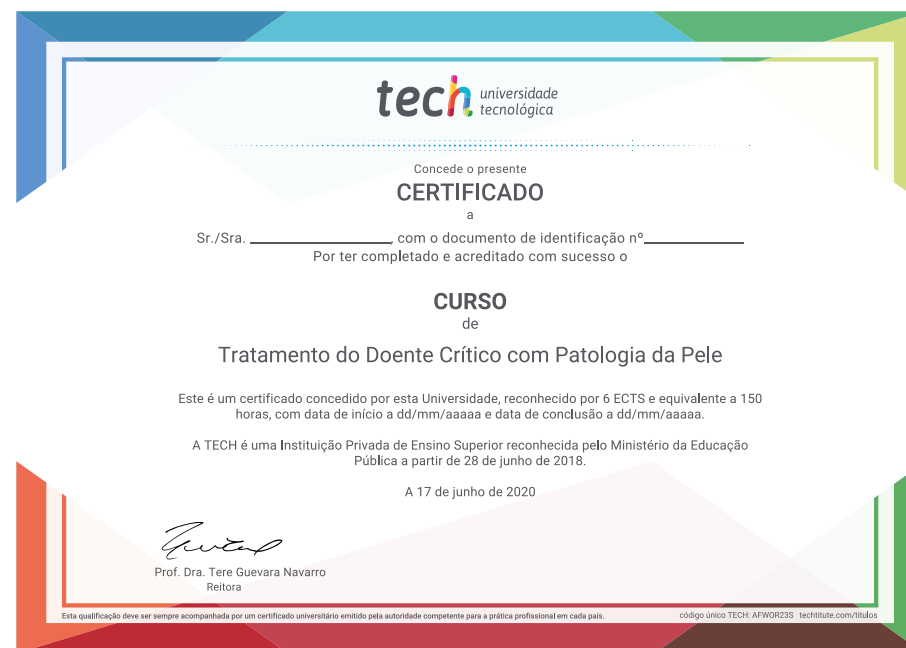 tech universidade
tecnológica
Concede o presente
CERTIFICADO
a
Sr./Sra. ____________________, com o documento de identificação nº______________
Por ter completado e acreditado com sucesso o
CURSO
de
Tratamento do Doente Crítico com Patologia da Pele
Este é um certificado concedido por esta Universidade, reconhecido por 6 ECTS e equivalente a 150
horas, com data de início a dd/mm/aaaaa e data de conclusão a dd/mm/aaaaa.
A TECH é uma Instituição Privada de Ensino Superior reconhecida pelo Ministério da Educação
Pública a partir de 28 de junho de 2018.
A 17 de junho de 2020
Prof. Dra. Tere Guevara Navarro
Reitora
Esta qualificação deve ser sempre acompanhada por um certificado universitário emitido pela autoridade competente para a prática profissional em cada país.
código único TECH: AFWOR23S techtitute.com/titulos